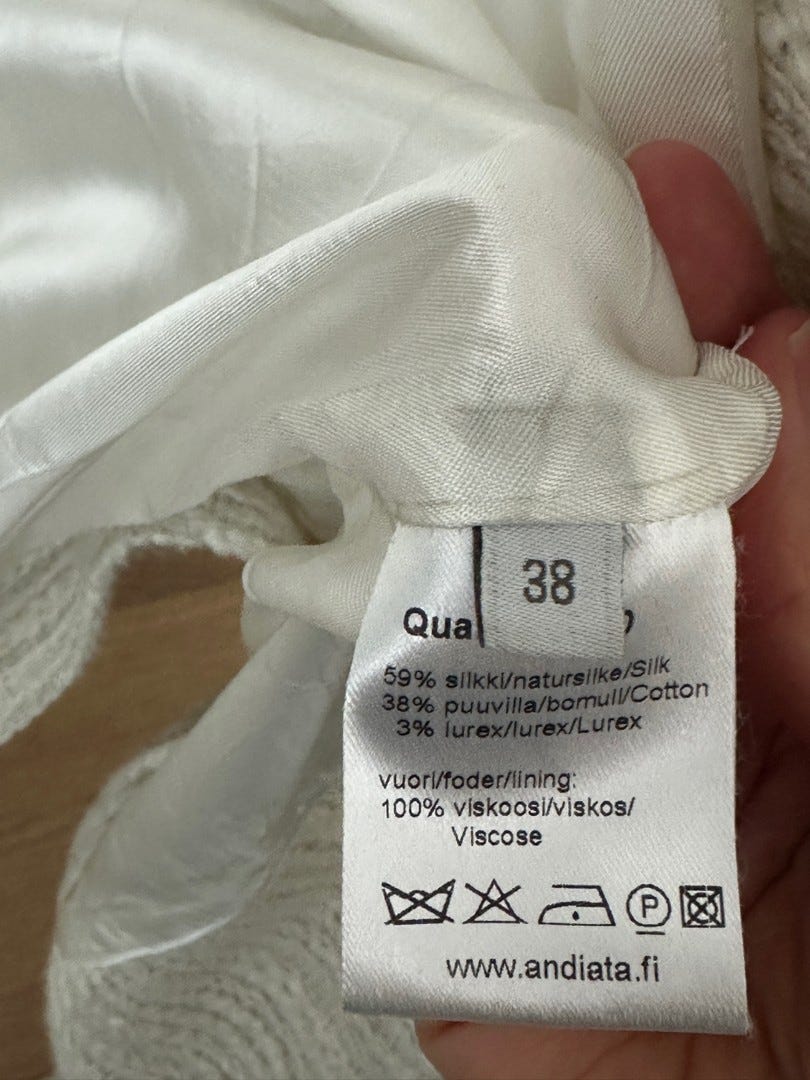 38
Qua
59% silkki/natursilke/Silk
38% puuvilla/bomull/Cotton
3% lurex/lurex/Lurex
vuori/foder/lining:
100% viskoosi/viskos/
Viscose
P
www.andiata.fi